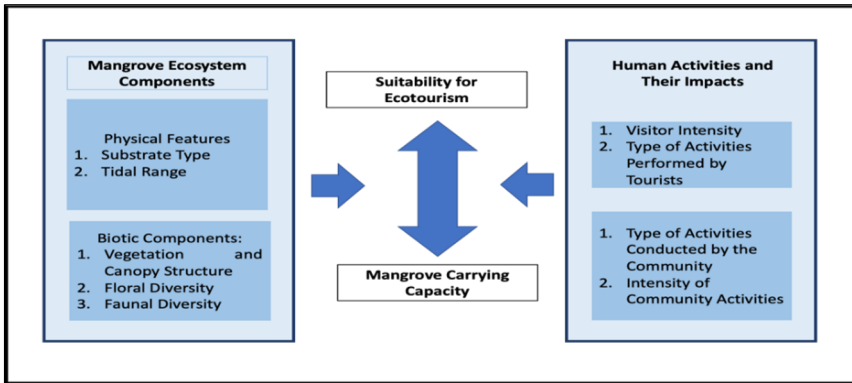 Mangrove Ecosystem
Components
Physical Features
1. Substrate Type
2. Tidal Range
Biotic Components:
1. Vegetation and
Canopy Structure
2. Floral Diversity
3. Faunal Diversity
Suitability for
Ecotourism
Mangrove Carrying
Capacity
Human Activities and
Their Impacts
1. Visitor Intensity
2. Type of Activities
Performed by
Tourists
1. Type of Activities
Conducted by the
Community
2. Intensity of
Community Activities